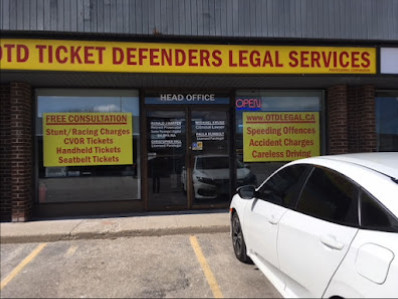 OTD TICKET DEFENDERS LEGAL SERVICES
HEAD OFFICE
OPEN
FREE CONSULTATION
Stunt/Racing Charges
CVOR Tickets
Handheld Tickets
Seatbelt Tickets
www.OTDLEGAL.CA
Speeding Offences
Accident Charges
Careless Driving